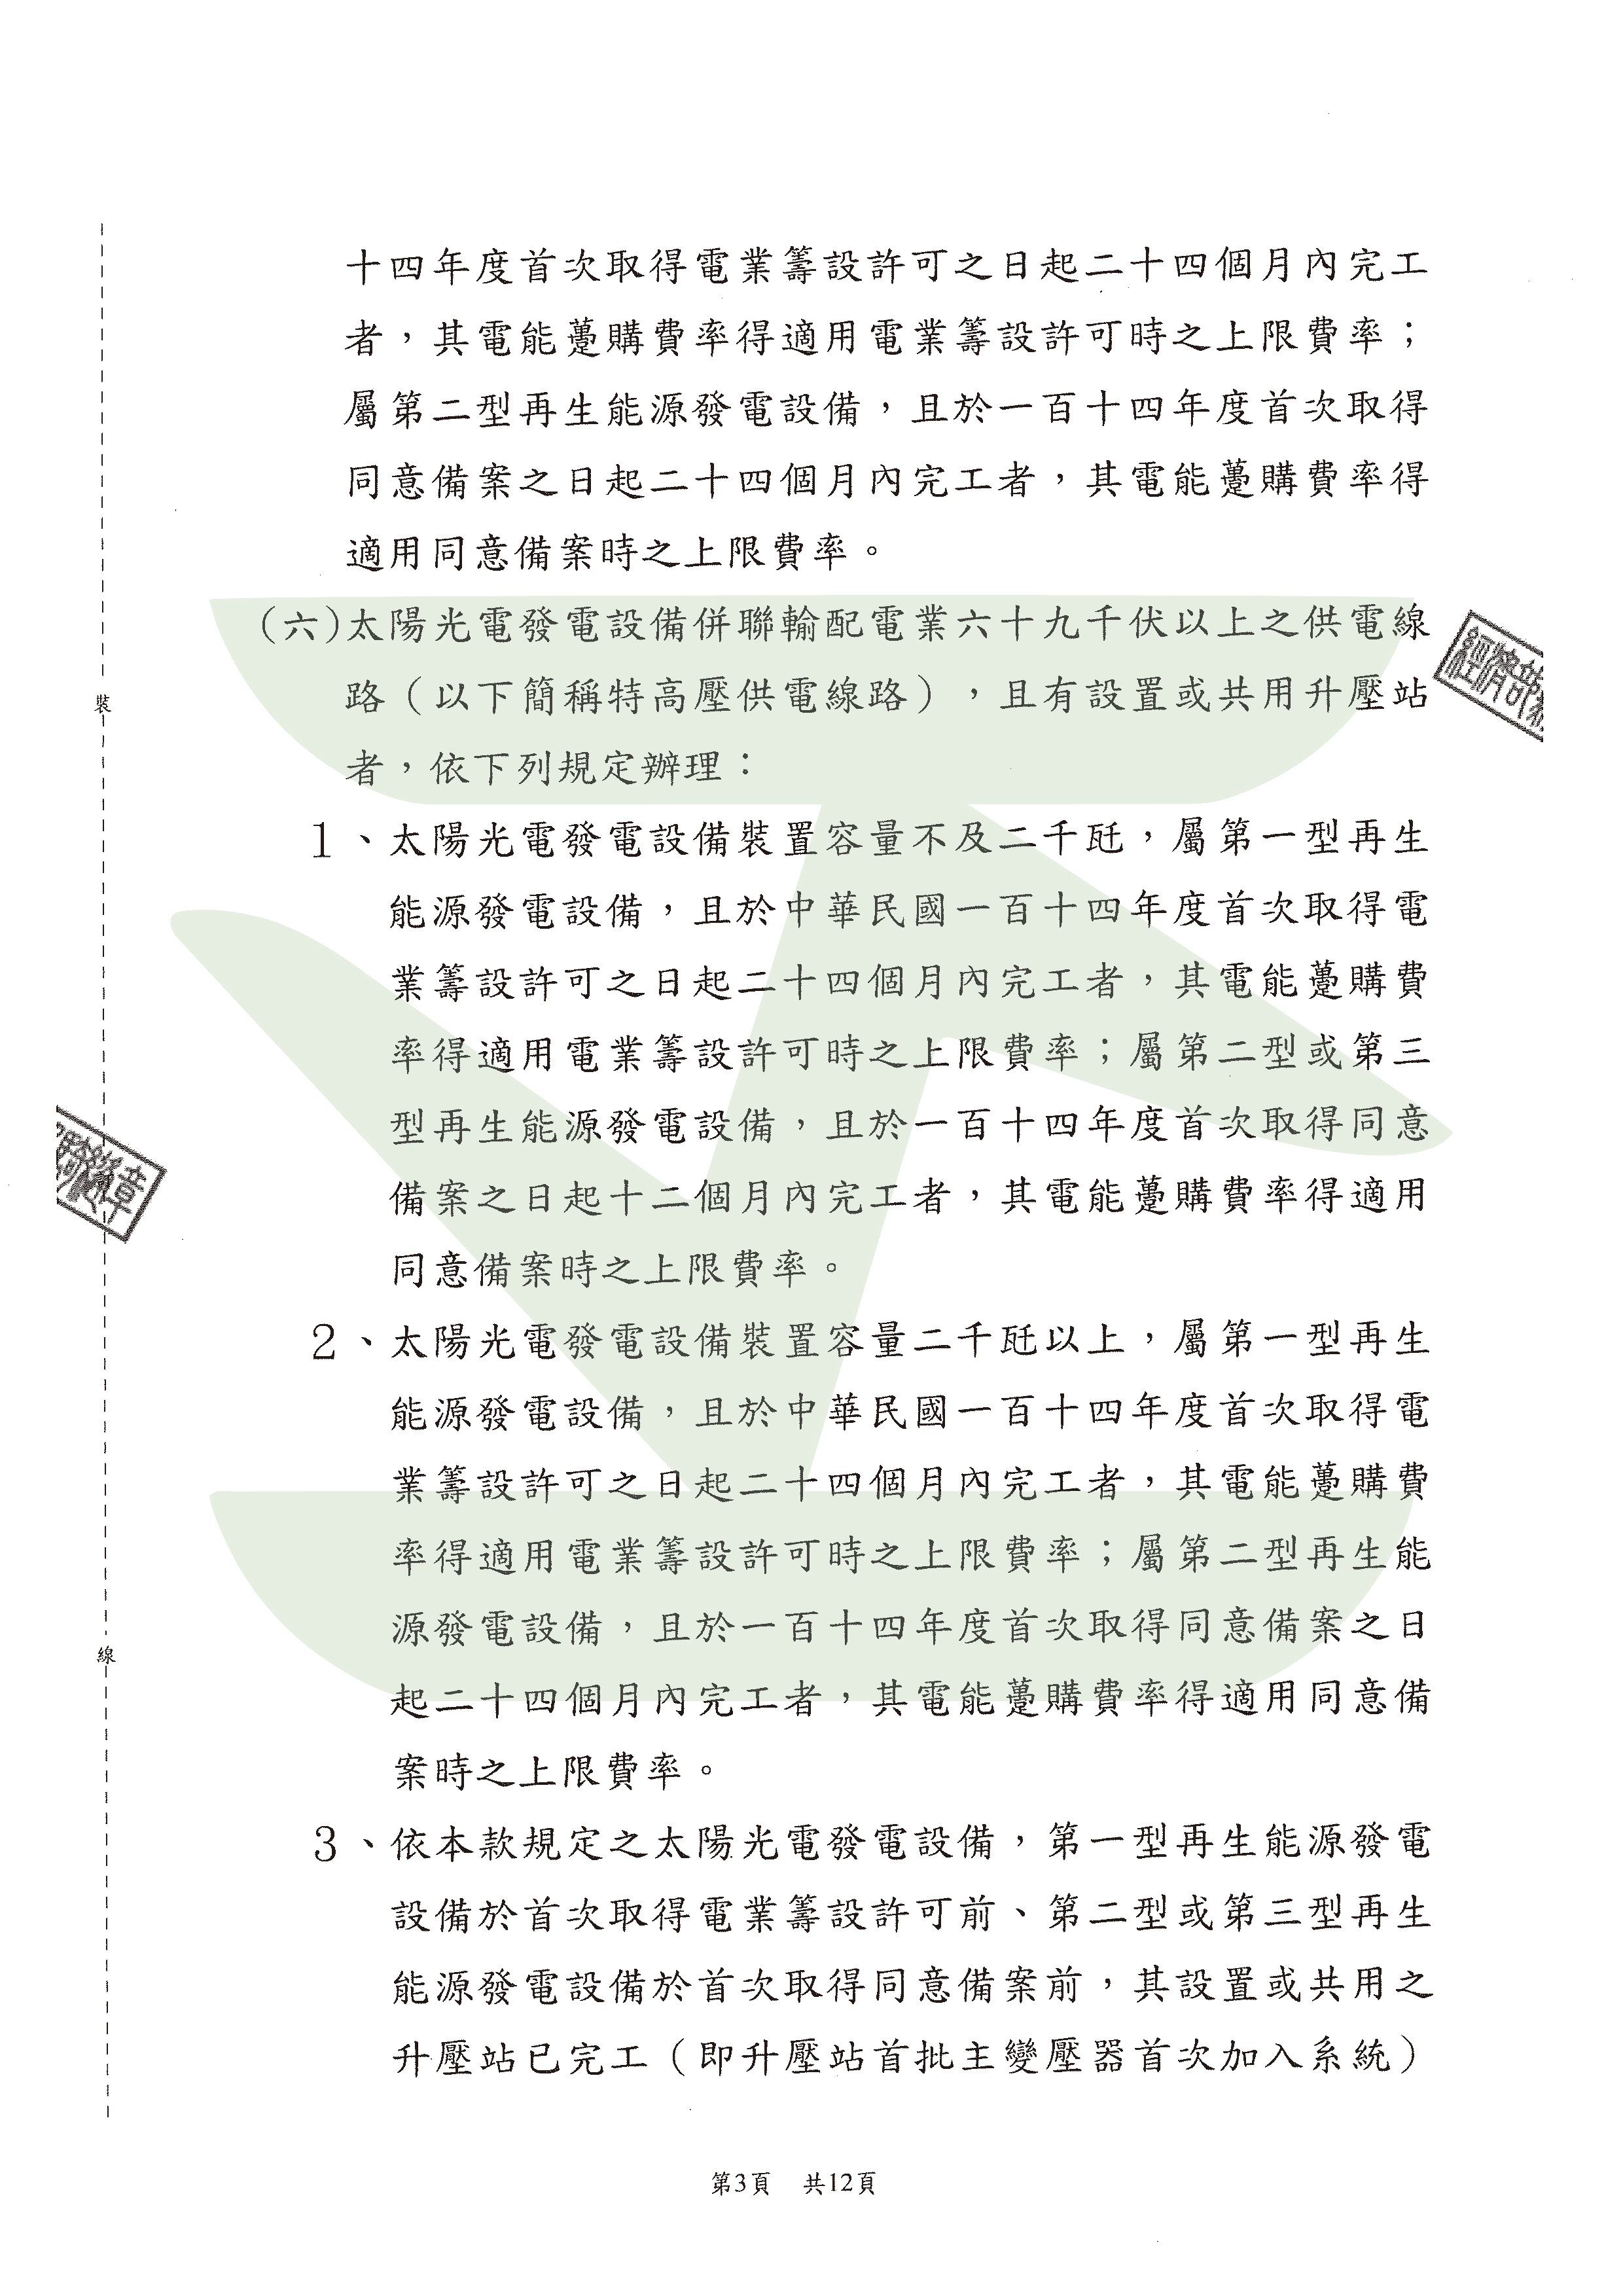 十四年度首次取得電業籌設許可之日起二十四個月內完工
者，其電能躉購費率得適用電業籌設許可時之上限費率；
屬第二型再生能源發電設備，且於一百十四年度首次取得
同意備案之日起二十四個月內完工者，其電能躉購費率得
適用同意備案時之上限費率。
(六)太陽光電發電設備併聯輸配電業六十九千伏以上之供電線
路（以下簡稱特高壓供電線路），且有設置或共用升壓站
者，依下列規定辦理：
1、太陽光電發電設備裝置容量不及二千瓩，屬第一型再生
能源發電設備，且於中華民國一百十四年度首次取得電
業籌設許可之日起二十四個月內完工者，其電能躉購費
率得適用電業籌設許可時之上限費率；屬第二型或第三
型再生能源發電設備，且於一百十四年度首次取得同意
備案之日起十二個月內完工者，其電能躉購費率得適用
同意備案時之上限費率。
2、太陽光電發電設備裝置容量二千瓩以上，屬第一型再生
能源發電設備，且於中華民國一百十四年度首次取得電
業籌設許可之日起二十四個月內完工者，其電能躉購費
率得適用電業籌設許可時之上限費率；屬第二型再生能
源發電設備，且於一百十四年度首次取得同意備案之日
起二十四個月內完工者，其電能躉購費率得適用同意備
案時之上限費率。
3、依本款規定之太陽光電發電設備，第一型再生能源發電
設備於首次取得電業籌設許可前、第二型或第三型再生
能源發電設備於首次取得同意備案前，其設置或共用之
升壓站已完工（即升壓站首批主變壓器首次加入系統）
裝
線
經濟部
章
第3頁 共12頁